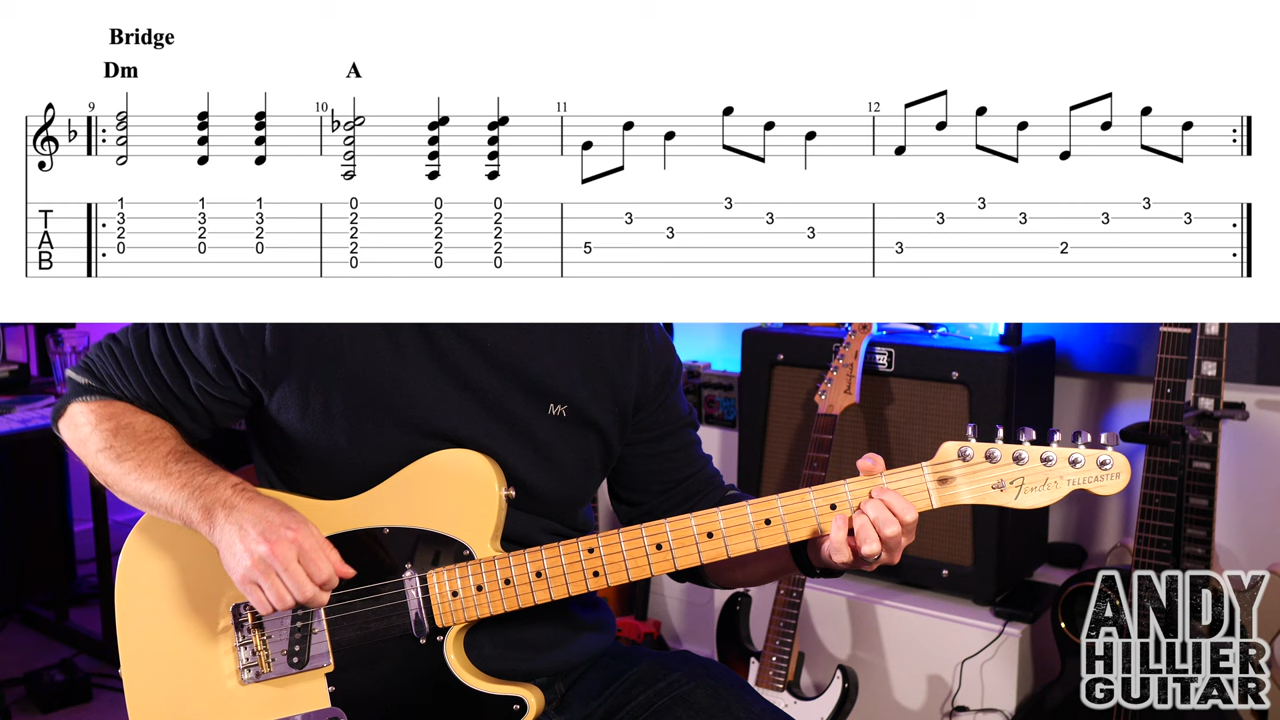 Bridge
Dm A
9 10 11 12
1 1 1 0 0 0 3 3
T 3 3 3 2 2 2 3 3 3 3 3 3
A 2 2 2 2 2 2 3 3
0 0 0 2 2 2 5 3 2
B 0 0 0
MK
Fender TELECASTER
ANDY
HILLIER
GUITAR